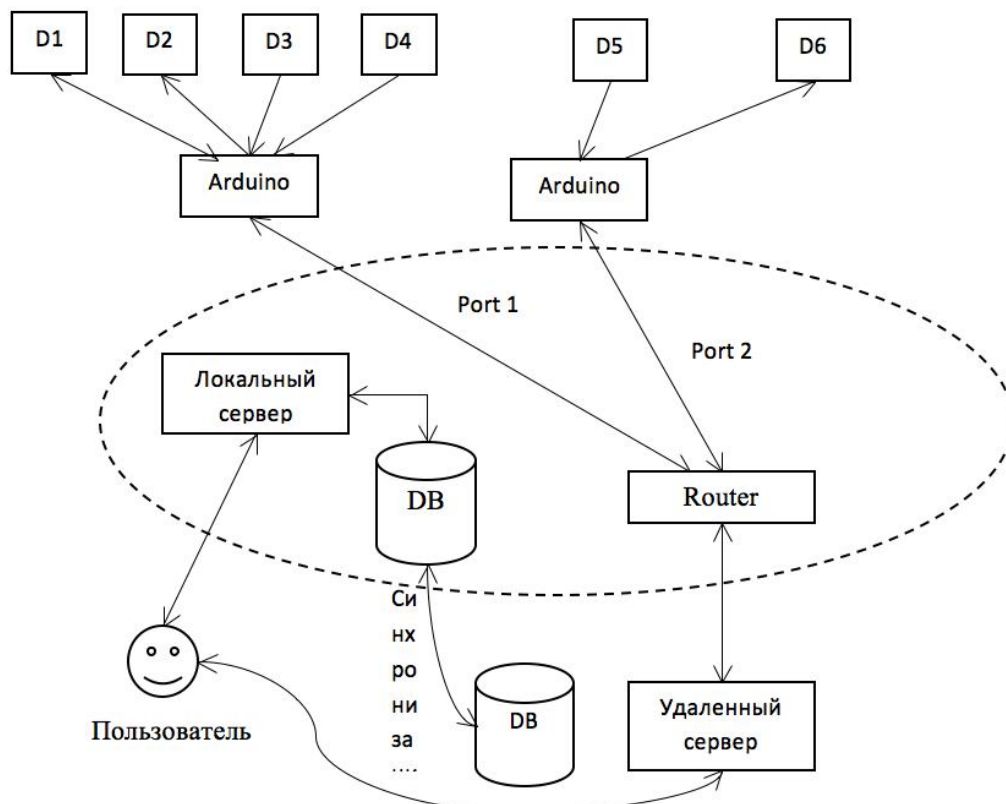 D1
D2
D3
D4
D5
D6
Arduino
Arduino
Port 1
Port 2
Локальный
сервер
DB
Router
Си
нх
ро
ни
за
....
DB
Удаленный
сервер
Пользователь